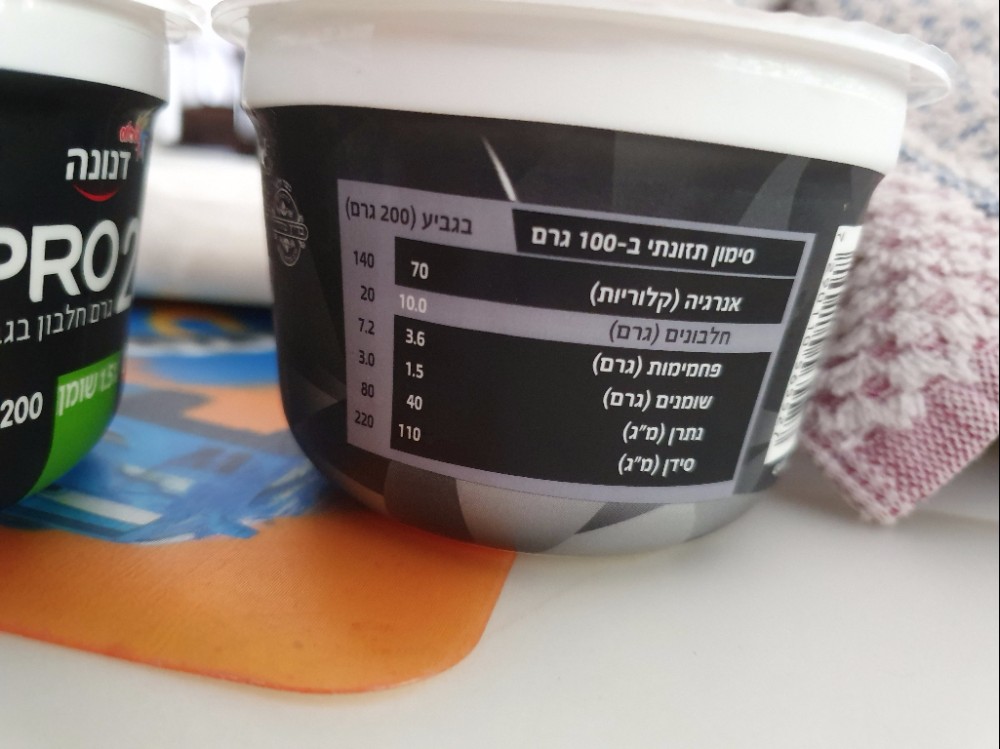 דנונה
PRO
גרם חלבון
שומן
200
סימון תזונתי ב-100 גרם בגביע (200 גרם)
אנרגיה (קלוריות) 70 140
חלבונים (גרם) 10.0 20
פחמימות (גרם) 3.6 7.2
שומנים (גרם) 1.5 3.0
נתרן (מ"ג) 40 80
סידן (מ"ג) 110 220